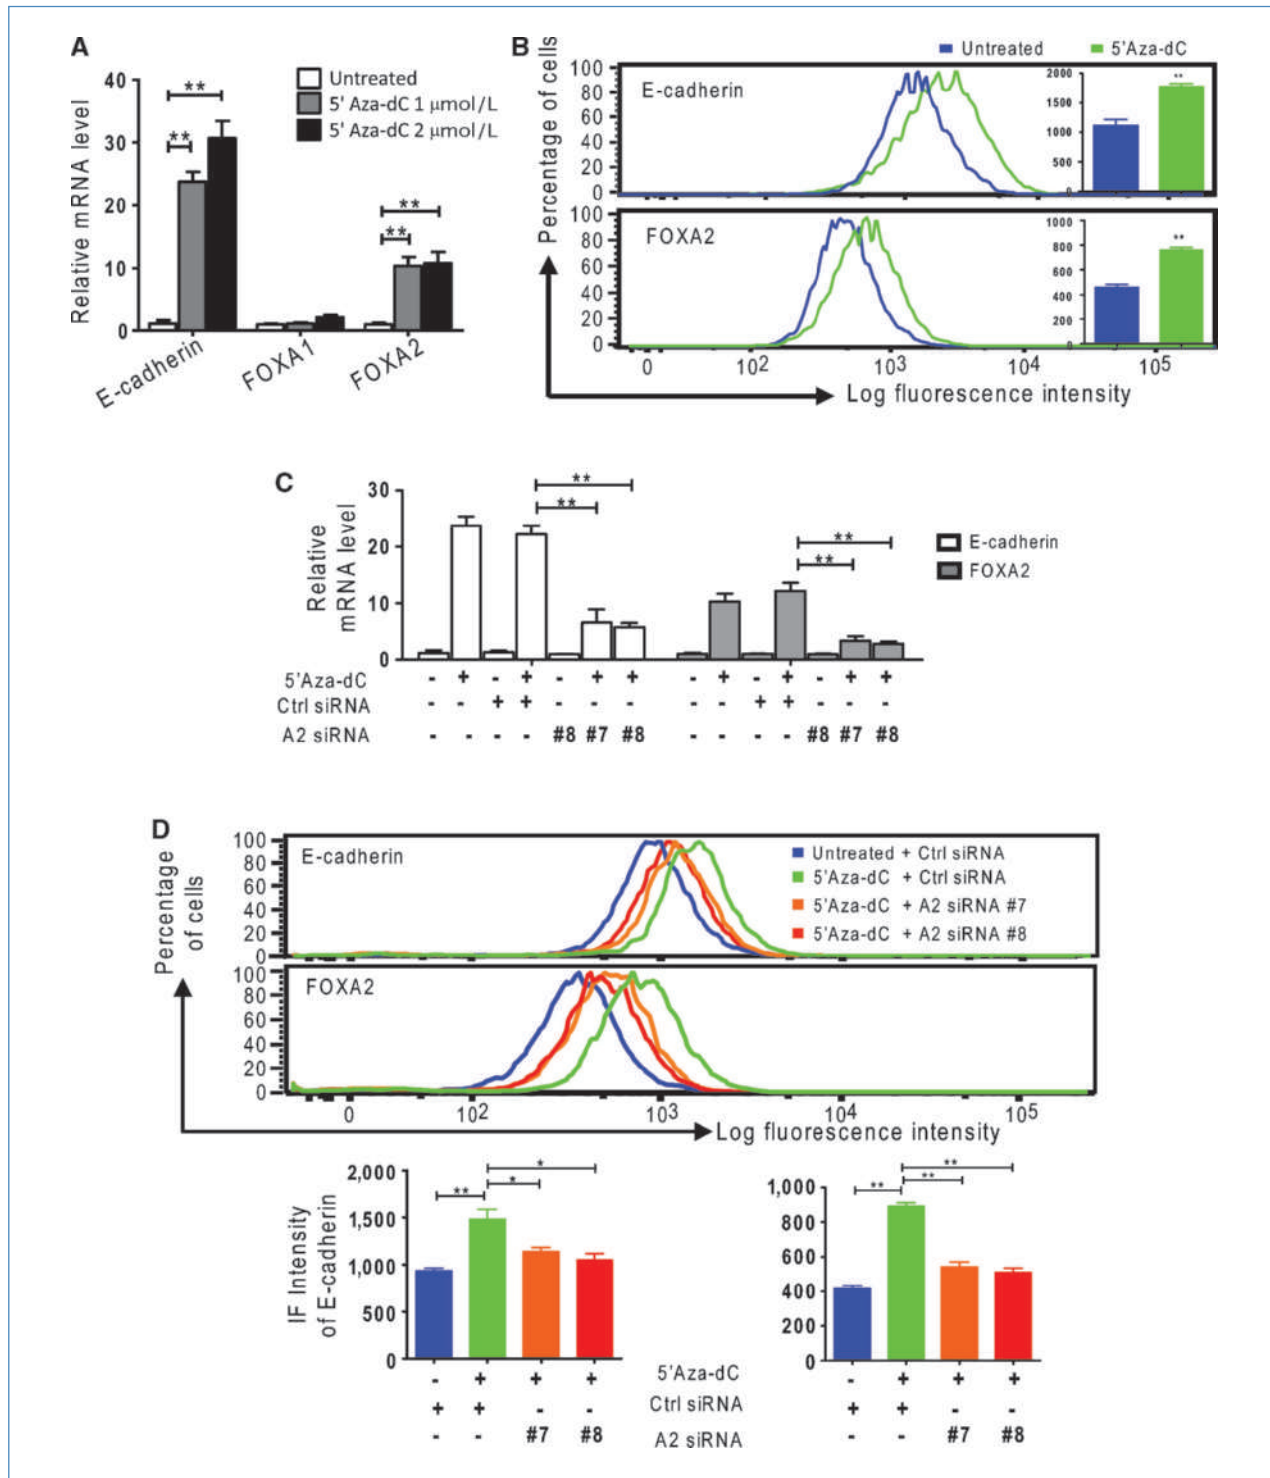 A
Relative mRNA level
40
30
20
10
0
** **
** **
Untreated
5' Aza-dC 1 μmol/L
5' Aza-dC 2 μmol/L
E-cadherin
FOXA1
FOXA2
B
Percentage of cells
Untreated
5'Aza-dC
100
80
60
40
20
0
E-cadherin
2000
1500
1000
500
0
**
100
80
60
40
20
0
FOXA2
1000
800
600
400
200
0
**
0 10² 10³ 10⁴ 10⁵
Log fluorescence intensity
C
Relative
mRNA level
30
20
10
0
** **
** **
E-cadherin
FOXA2
5'Aza-dC - + - + - + + - + - + - + +
Ctrl siRNA - - + + - - - - - + + - - -
A2 siRNA - - - - #8 #7 #8 - - - - #8 #7 #8
D
Percentage
of cells
100
80
60
40
20
0
E-cadherin
Untreated + Ctrl siRNA
5'Aza-dC + Ctrl siRNA
5'Aza-dC + A2 siRNA #7
5'Aza-dC + A2 siRNA #8
100
80
60
40
20
0
FOXA2
0 10² 10³ 10⁴ 10⁵
Log fluorescence intensity
IF Intensity
of E-cadherin
2,000
1,500
1,000
500
0
** * *
1,000
800
600
400
200
0
** ** **
- + + + 5'Aza-dC - + + +
+ + - - Ctrl siRNA + + - -
- - #7 #8 A2 siRNA - - #7 #8